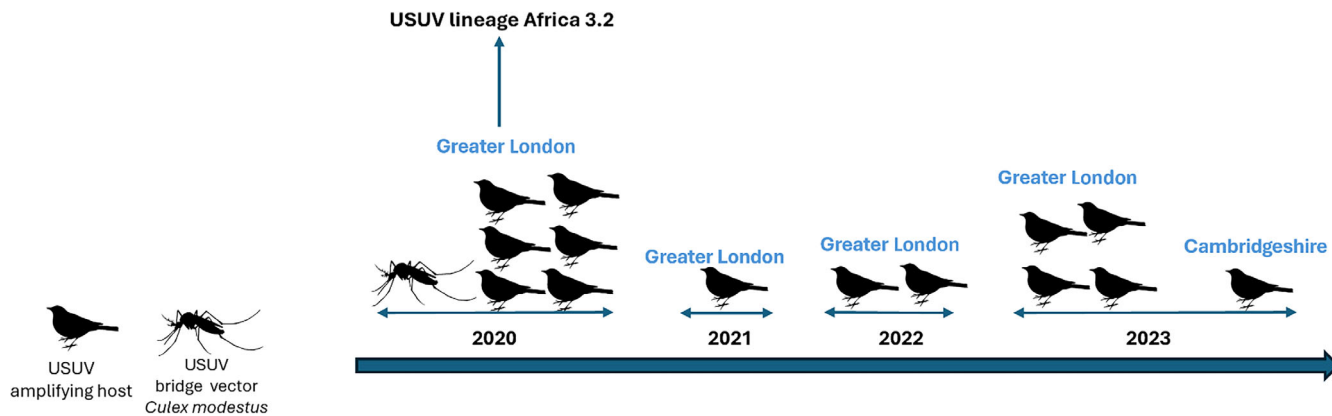 USUV lineage Africa 3.2
Greater London
Greater London
Greater London
Greater London
Cambridgeshire
2020
2021
2022
2023
USUV
amplifying host
USUV
bridge vector
Culex modestus